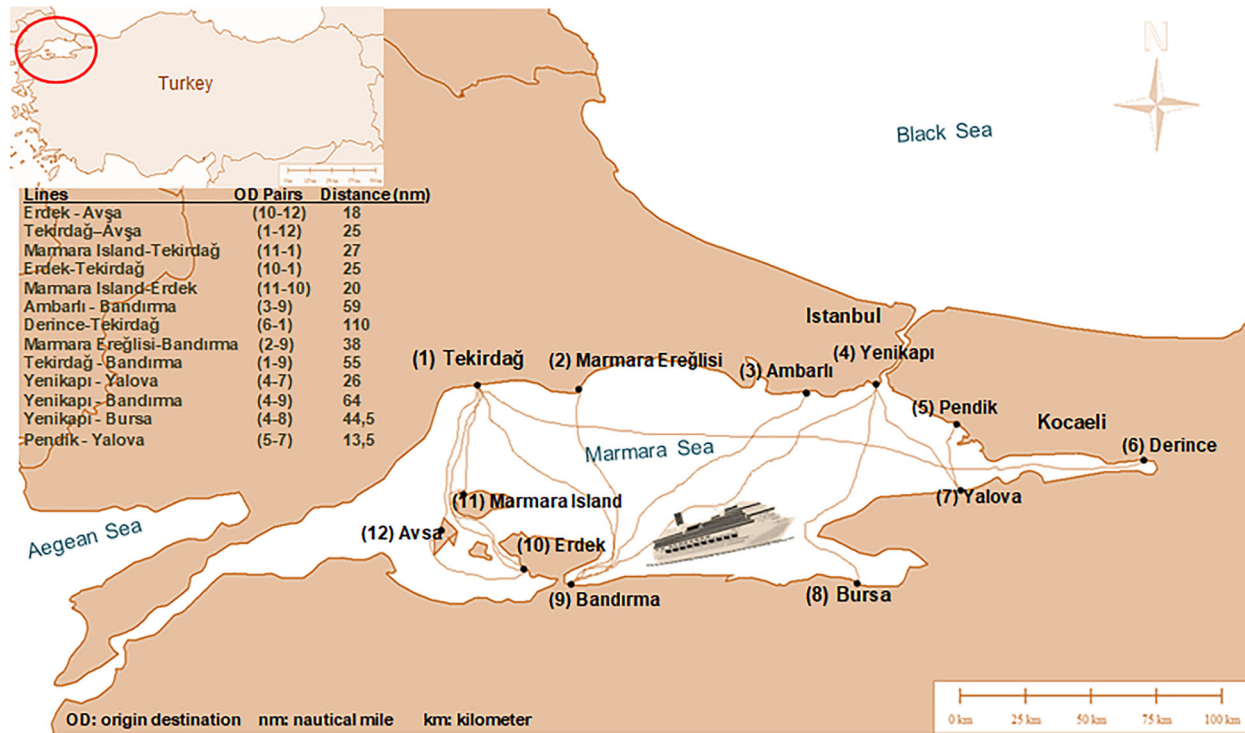 Turkey
N
Black Sea
Lines OD Pairs Distance (nm)
Erdek - Avşa (10-12) 18
Tekirdağ–Avşa (1-12) 25
Marmara Island-Tekirdağ (11-1) 27
Erdek-Tekirdağ (10-1) 25
Marmara Island-Erdek (11-10) 20
Ambarlı - Bandırma (3-9) 59
Derince-Tekirdağ (6-1) 110
Marmara Ereğlisi-Bandırma (2-9) 38
Tekirdağ - Bandırma (1-9) 55
Yenikapı - Yalova (4-7) 26
Yenikapı - Bandırma (4-9) 64
Yenikapı - Bursa (4-8) 44,5
Pendik - Yalova (5-7) 13,5
Istanbul
(1) Tekirdağ
(2) Marmara Ereğlisi
(3) Ambarlı
(4) Yenikapı
(5) Pendik
Kocaeli
(6) Derince
Marmara Sea
(7) Yalova
(11) Marmara Island
Aegean Sea
(12) Avsa
(10) Erdek
(9) Bandırma
(8) Bursa
OD: origin destination nm: nautical mile km: kilometer
0 km 25 km 50 km 75 km 100 km